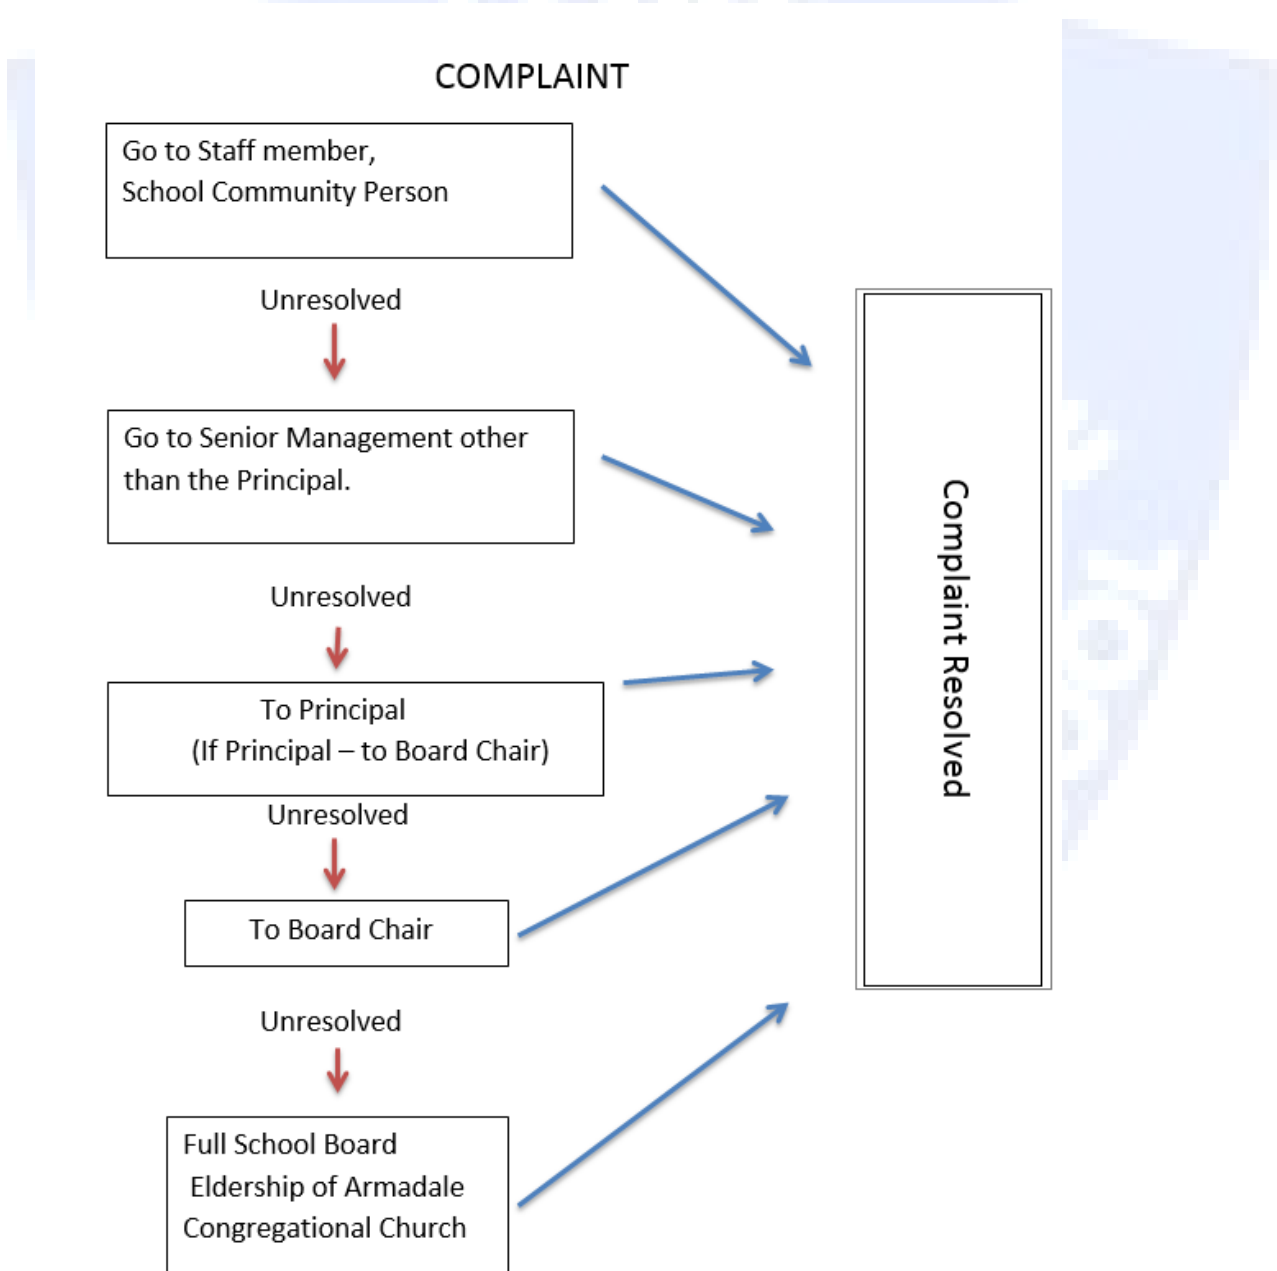 COMPLAINT
Go to Staff member,
School Community Person
Unresolved
Go to Senior Management other
than the Principal.
Unresolved
To Principal
(If Principal – to Board Chair)
Unresolved
To Board Chair
Unresolved
Full School Board
Eldership of Armadale
Congregational Church
Complaint Resolved